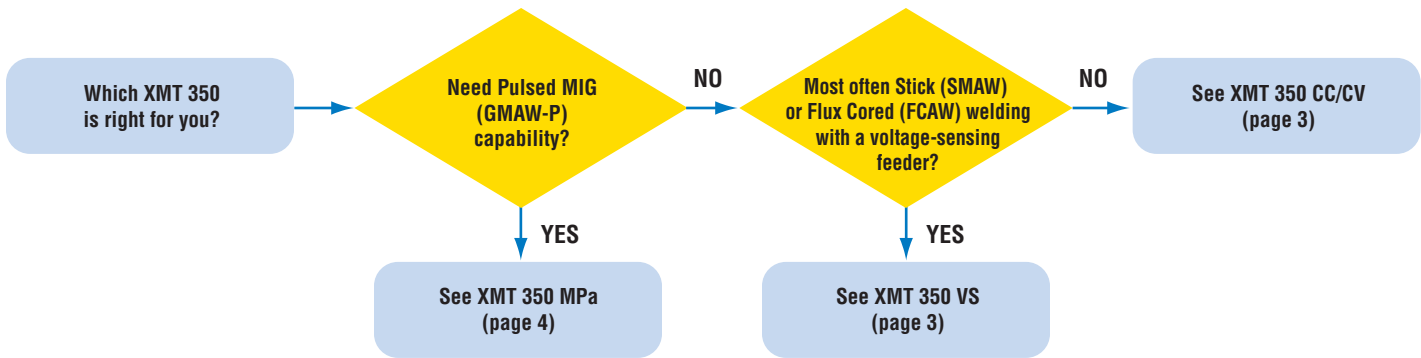 Which XMT 350
is right for you?
Need Pulsed MIG
(GMAW-P)
capability?
NO
YES
See XMT 350 MPa
(page 4)
Most often Stick (SMAW)
or Flux Cored (FCAW) welding
with a voltage-sensing
feeder?
NO
YES
See XMT 350 VS
(page 3)
See XMT 350 CC/CV
(page 3)